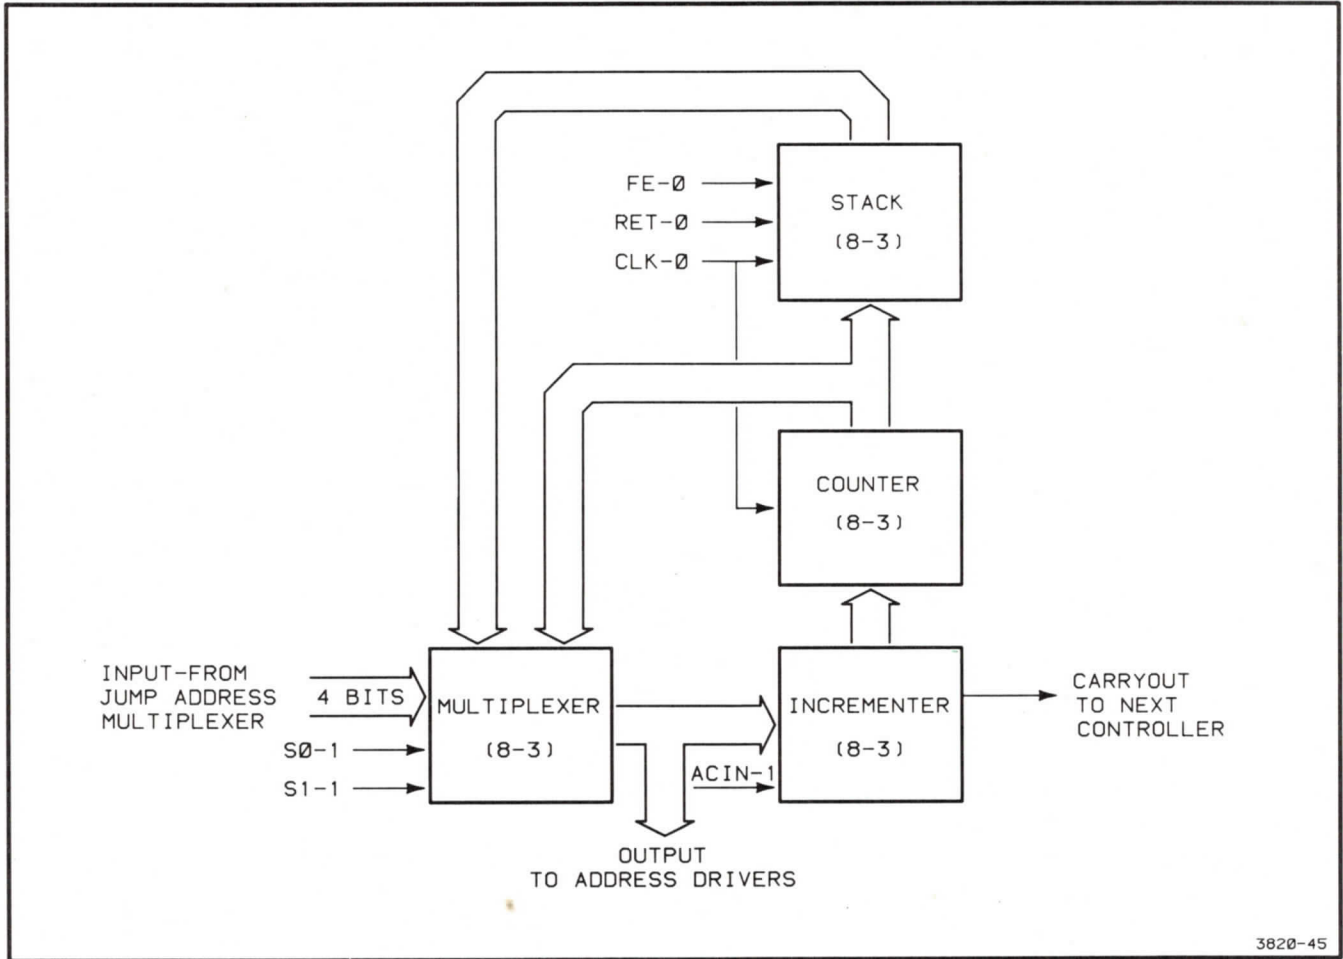 FE-Ø
RET-Ø
CLK-Ø
STACK
(8-3)
COUNTER
(8-3)
INPUT-FROM
JUMP ADDRESS
MULTIPLEXER
4 BITS
SØ-1
S1-1
MULTIPLEXER
(8-3)
ACIN-1
INCREMENTER
(8-3)
CARRYOUT
TO NEXT
CONTROLLER
OUTPUT
TO ADDRESS DRIVERS
3820-45